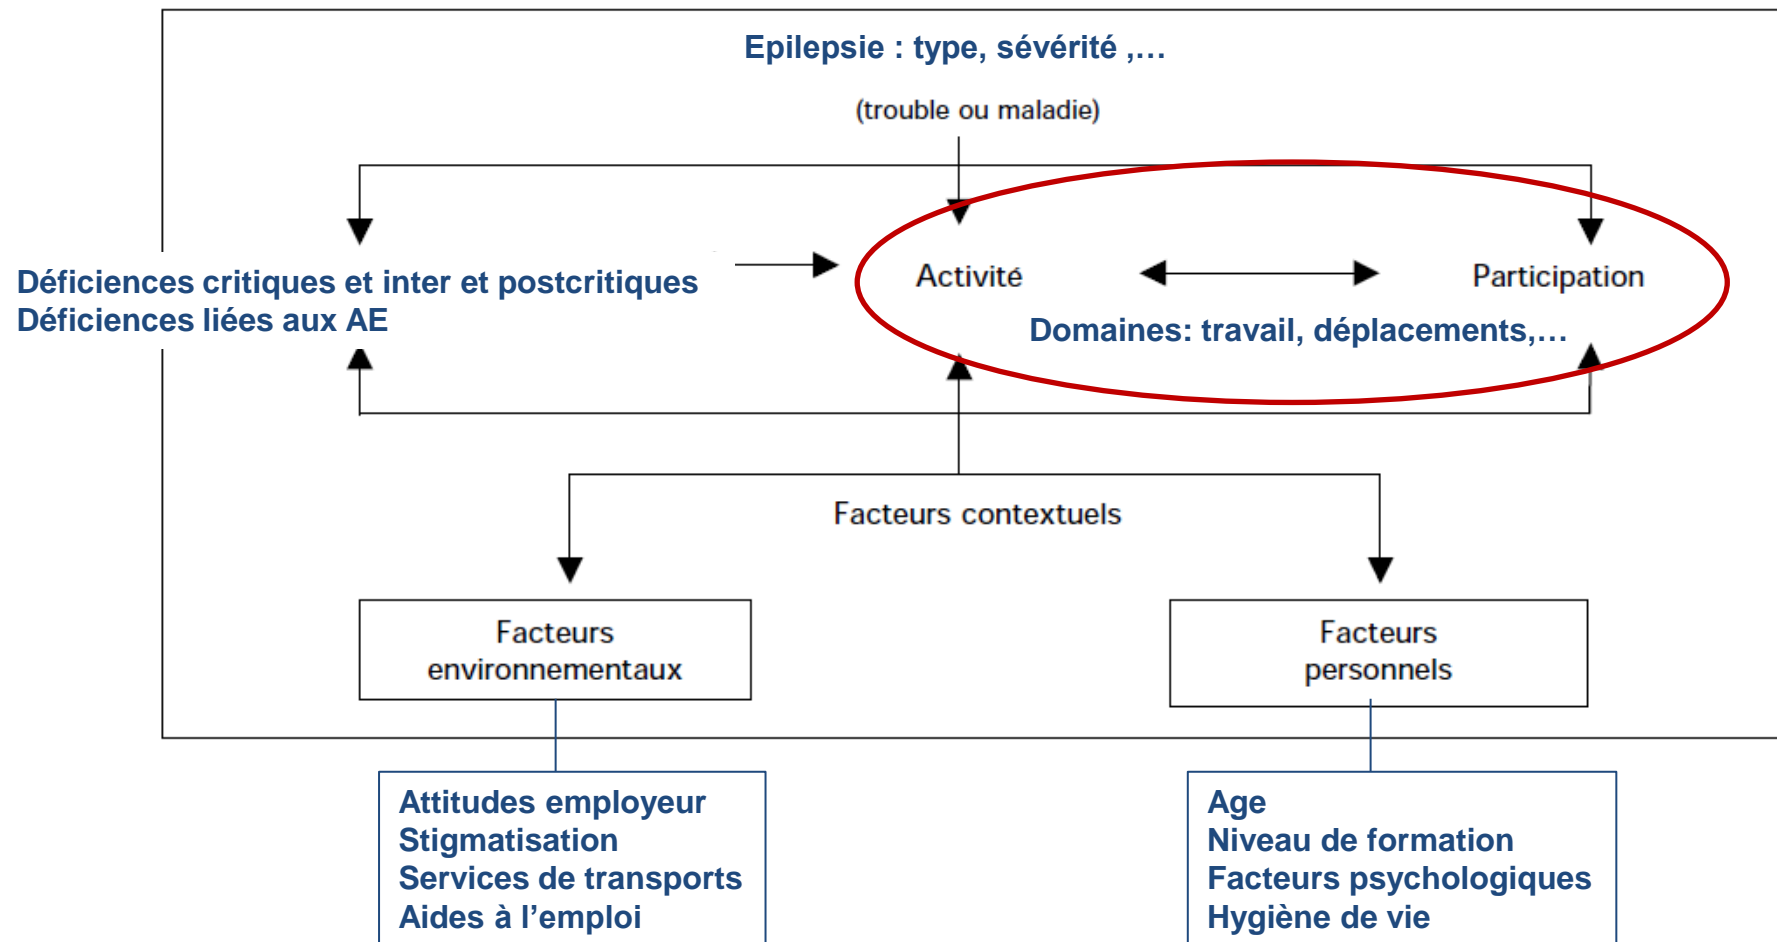 Epilepsie : type, sévérité ,…
(trouble ou maladie)
Déficiences critiques et inter et postcritiques
Déficiences liées aux AE
Activité
Participation
Domaines: travail, déplacements,…
Facteurs contextuels
Facteurs
environnementaux
Facteurs
personnels
Attitudes employeur
Stigmatisation
Services de transports
Aides à l’emploi
Age
Niveau de formation
Facteurs psychologiques
Hygiène de vie